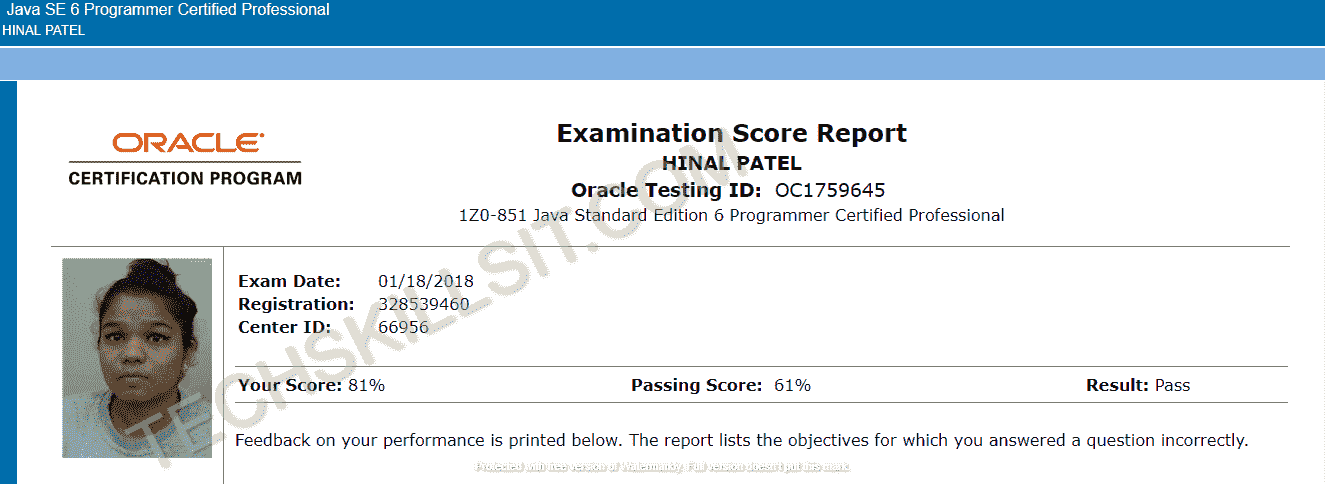 Java SE 6 Programmer Certified Professional
HINAL PATEL
ORACLE
CERTIFICATION PROGRAM
Examination Score Report
HINAL PATEL
Oracle Testing ID: OC1759645
1Z0-851 Java Standard Edition 6 Programmer Certified Professional
Exam Date: 01/18/2018
Registration: 328539460
Center ID: 66956
Your Score: 81% Passing Score: 61% Result: Pass
Feedback on your performance is printed below. The report lists the objectives for which you answered a question incorrectly.
TECHSKILLSIT.COM
Protected with free version of Watermarkly. Full version doesn't put this mark.